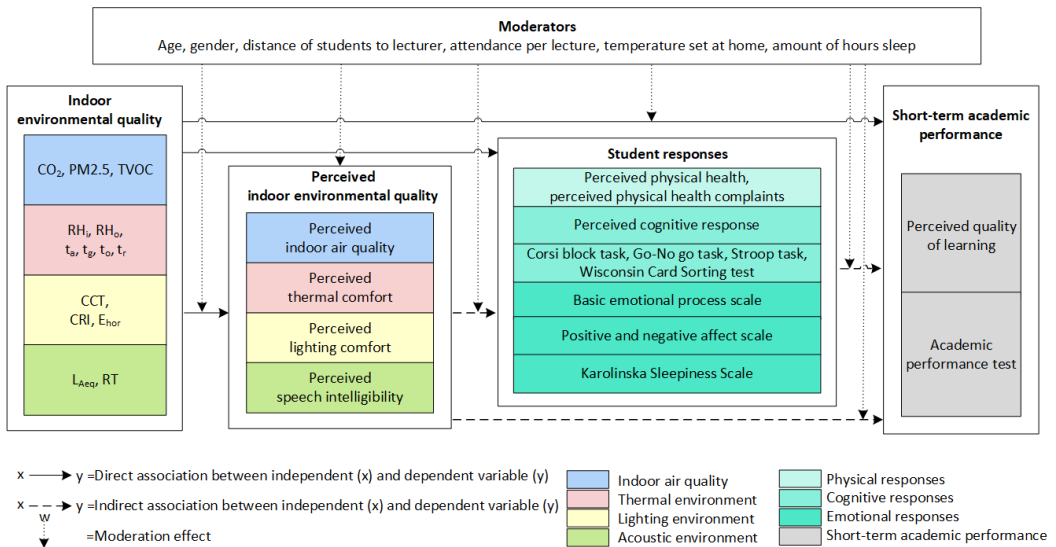 Moderators
Age, gender, distance of students to lecturer, attendance per lecture, temperature set at home, amount of hours sleep
Indoor
environmental quality
CO₂, PM2.5, TVOC
RHᵢ, RHₒ,
tₐ, t_g, tₒ, tᵣ
CCT,
CRI, E_hor
L_Aeq, RT
Perceived
indoor environmental quality
Perceived
indoor air quality
Perceived
thermal comfort
Perceived
lighting comfort
Perceived
speech intelligibility
Student responses
Perceived physical health,
perceived physical health complaints
Perceived cognitive response
Corsi block task, Go-No go task, Stroop task,
Wisconsin Card Sorting test
Basic emotional process scale
Positive and negative affect scale
Karolinska Sleepiness Scale
Short-term academic
performance
Perceived quality
of learning
Academic
performance test
x y =Direct association between independent (x) and dependent variable (y)
x y =Indirect association between independent (x) and dependent variable (y)
w
=Moderation effect
Indoor air quality
Thermal environment
Lighting environment
Acoustic environment
Physical responses
Cognitive responses
Emotional responses
Short-term academic performance